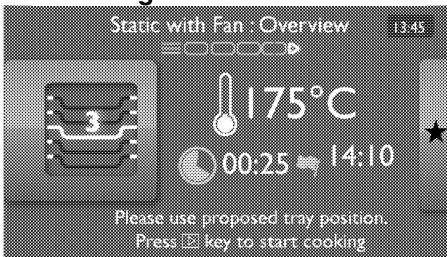 Static with Fan : Overview
13:45
3
175°C
00:25
14:10
Please use proposed tray position.
Press ▷ key to start cooking